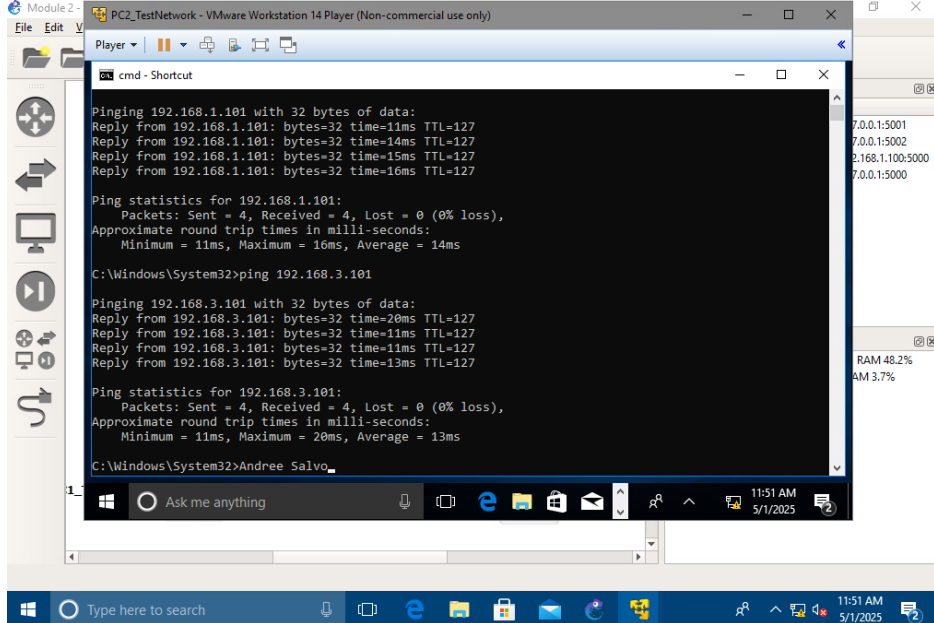 Module 2 -
PC2_TestNetwork - VMware Workstation 14 Player (Non-commercial use only)
File Edit V
Player
cmd - Shortcut
Pinging 192.168.1.101 with 32 bytes of data:
Reply from 192.168.1.101: bytes=32 time=11ms TTL=127
Reply from 192.168.1.101: bytes=32 time=14ms TTL=127
Reply from 192.168.1.101: bytes=32 time=15ms TTL=127
Reply from 192.168.1.101: bytes=32 time=16ms TTL=127
Ping statistics for 192.168.1.101:
Packets: Sent = 4, Received = 4, Lost = 0 (0% loss),
Approximate round trip times in milli-seconds:
Minimum = 11ms, Maximum = 16ms, Average = 14ms
C:\Windows\System32>ping 192.168.3.101
Pinging 192.168.3.101 with 32 bytes of data:
Reply from 192.168.3.101: bytes=32 time=20ms TTL=127
Reply from 192.168.3.101: bytes=32 time=11ms TTL=127
Reply from 192.168.3.101: bytes=32 time=11ms TTL=127
Reply from 192.168.3.101: bytes=32 time=13ms TTL=127
Ping statistics for 192.168.3.101:
Packets: Sent = 4, Received = 4, Lost = 0 (0% loss),
Approximate round trip times in milli-seconds:
Minimum = 11ms, Maximum = 20ms, Average = 13ms
C:\Windows\System32>Andree Salvo_
7.0.0.1:5001
7.0.0.1:5002
2.168.1.100:5000
7.0.0.1:5000
RAM 48.2%
AM 3.7%
Ask me anything
11:51 AM
5/1/2025
2
Type here to search
11:51 AM
5/1/2025
2